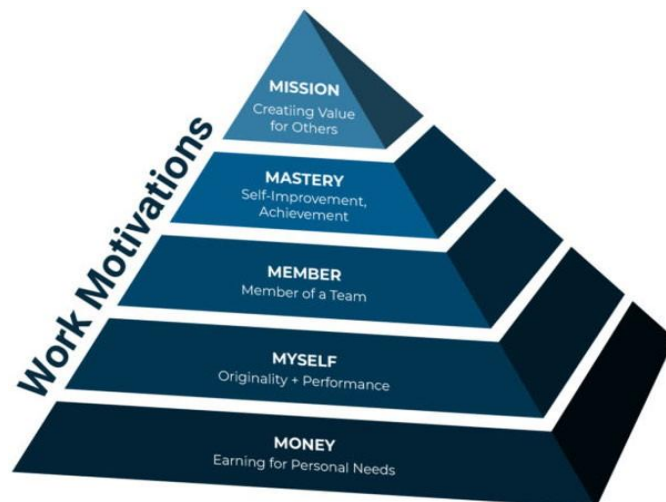 Work Motivations
MISSION
Creatiing Value
for Others
MASTERY
Self-Improvement,
Achievement
MEMBER
Member of a Team
MYSELF
Originality + Performance
MONEY
Earning for Personal Needs